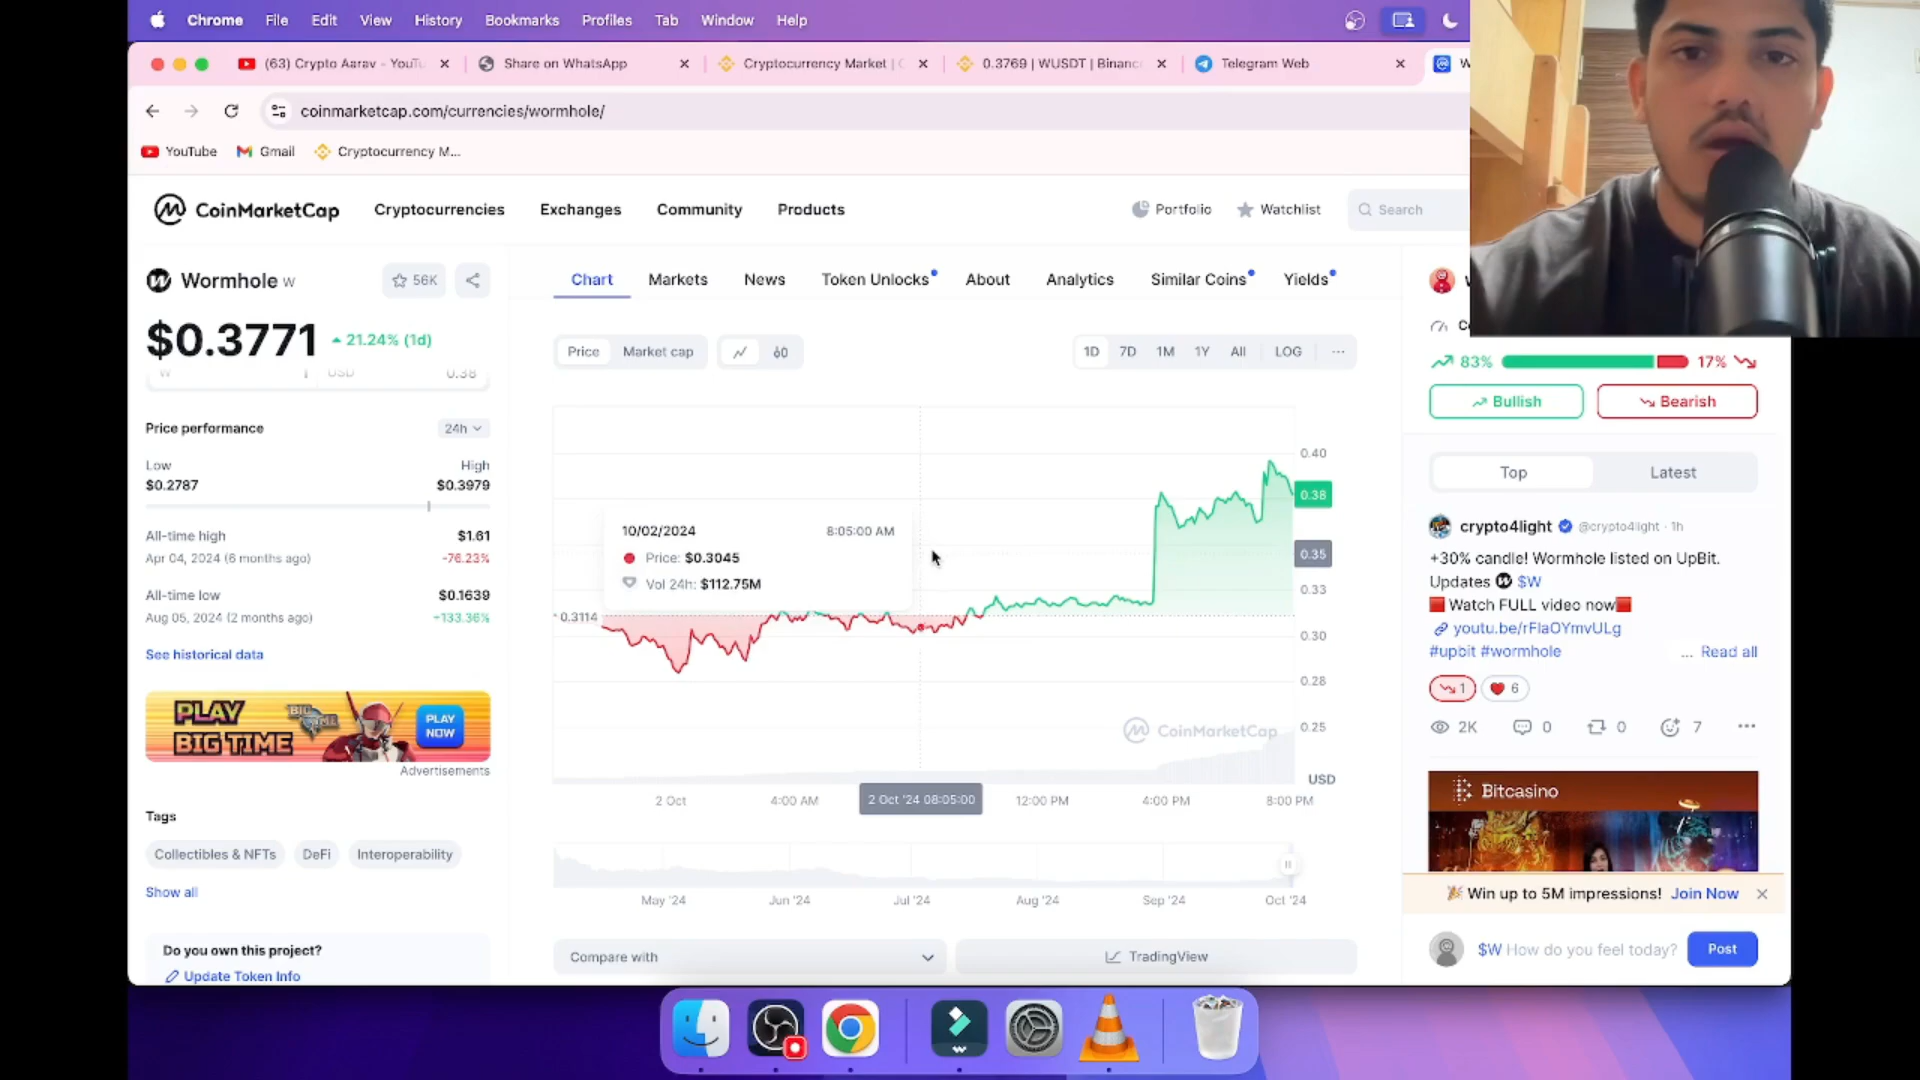 Chrome File Edit View History Bookmarks Profiles Tab Window Help
(63) Crypto Aarav - YouTu
Share on WhatsApp
Cryptocurrency Market |
0.3769 | WUSDT | Binanc
Telegram Web
coinmarketcap.com/currencies/wormhole/
YouTube Gmail Cryptocurrency M...
CoinMarketCap Cryptocurrencies Exchanges Community Products Portfolio Watchlist Search
Wormhole W 56K
$0.3771 21.24% (1d)
W USD 0.38
Price performance 24h
Low High
$0.2787 $0.3979
All-time high $1.61
Apr 04, 2024 (6 months ago) -76.23%
All-time low $0.1639
Aug 05, 2024 (2 months ago) +133.36%
See historical data
PLAY
BIG TIME
BIG TIME
PLAY
NOW
Advertisements
Tags
Collectibles & NFTs DeFi Interoperability
Show all
Do you own this project?
Update Token Info
Chart Markets News Token Unlocks About Analytics Similar Coins Yields
Price Market cap 1D 7D 1M 1Y All LOG ...
0.40
0.38
0.35
0.33
0.30
0.28
0.25
USD
10/02/2024 8:05:00 AM
Price: $0.3045
Vol 24h: $112.75M
0.3114
CoinMarketCap
2 Oct 4:00 AM 2 Oct '24 08:05:00 12:00 PM 4:00 PM 8:00 PM
May '24 Jun '24 Jul '24 Aug '24 Sep '24 Oct '24
Compare with TradingView
83% 17%
Bullish Bearish
Top Latest
crypto4light @crypto4light · 1h
+30% candle! Wormhole listed on UpBit.
Updates $W
Watch FULL video now
youtu.be/rFlaOYmvULg
#upbit #wormhole ... Read all
1 6
2K 0 0 7 ...
Bitcasino
Win up to 5M impressions! Join Now
$W How do you feel today? Post